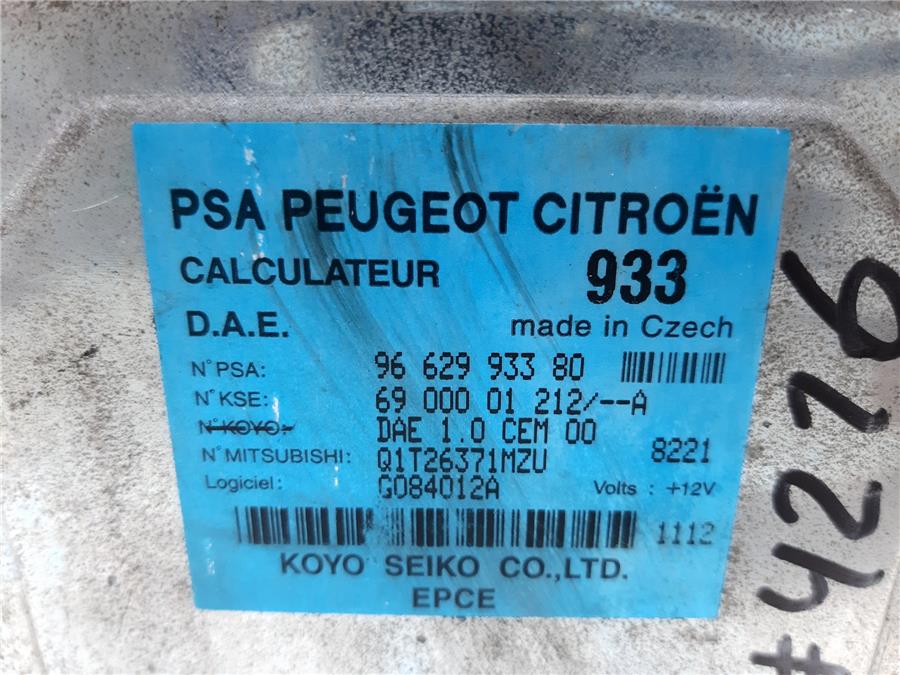 PSA PEUGEOT CITROËN
CALCULATEUR 933
D.A.E. made in Czech
N° PSA: 96 629 933 80
N° KSE: 69 000 01 212/--A
N° KOYO: DAE 1.0 CEM 00
N° MITSUBISHI: Q1T26371MZU 8221
Logiciel: G084012A Volts : +12V
1112
KOYO SEIKO CO.,LTD.
EPCE
#4276